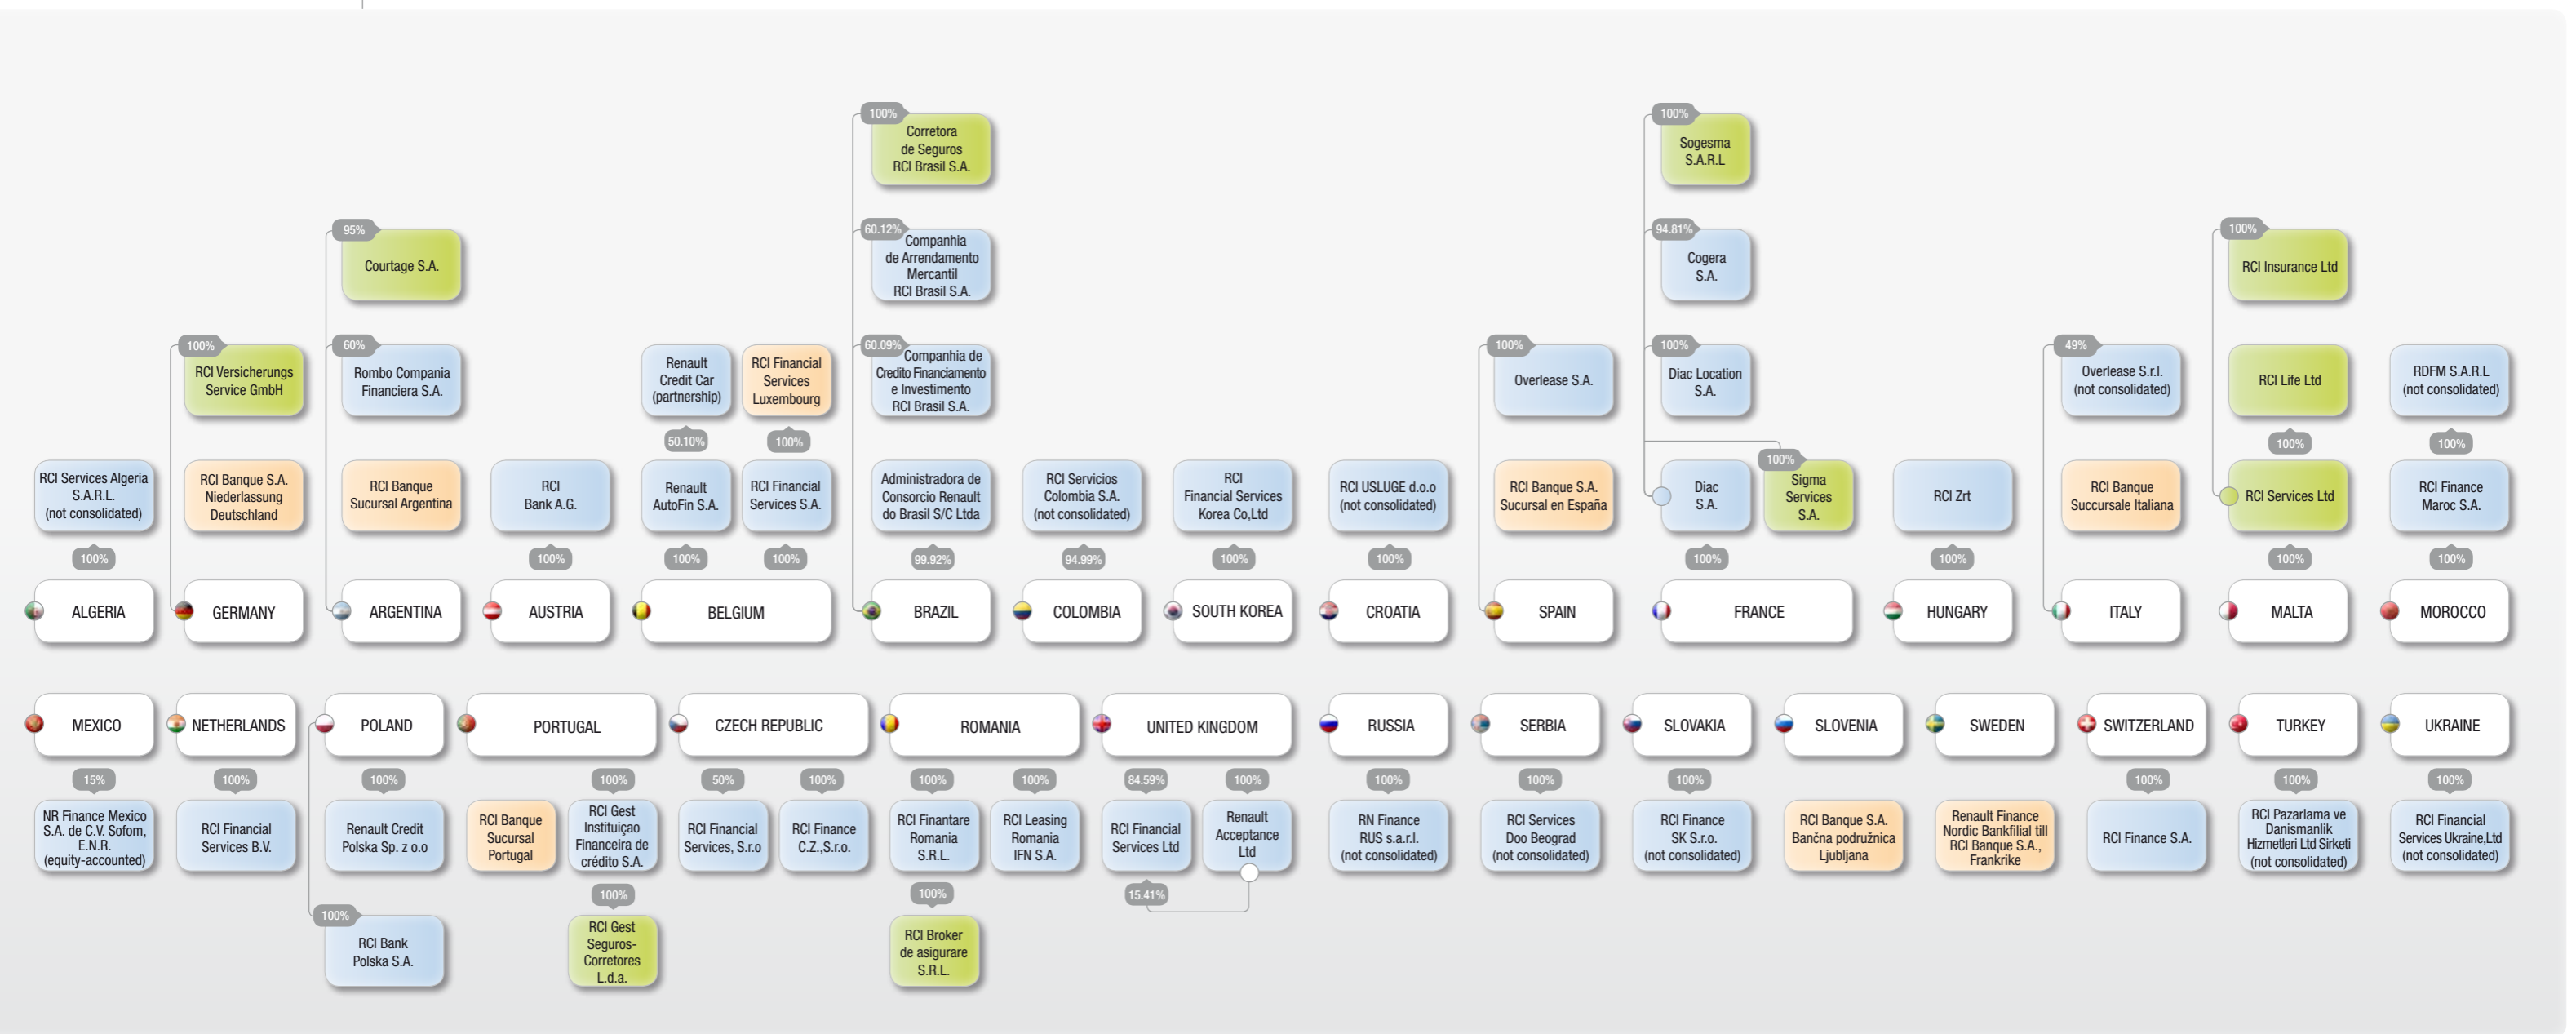 100%
Corretora
de Seguros
RCI Brasil S.A.
100%
Sogesma
S.A.R.L
95%
Courtage S.A.
60.12%
Companhia
de Arrendamento
Mercantil
RCI Brasil S.A.
94.81%
Cogera
S.A.
100%
RCI Insurance Ltd
100%
RCI Versicherungs
Service GmbH
60%
Rombo Compania
Financiera S.A.
Renault
Credit Car
(partnership)
RCI Financial
Services
Luxembourg
60.09%
Companhia de
Credito Financiamento
e Investimento
RCI Brasil S.A.
100%
Overlease S.A.
100%
Diac Location
S.A.
49%
Overlease S.r.l.
(not consolidated)
RCI Life Ltd
RDFM S.A.R.L
(not consolidated)
50.10%
100%
100%
100%
RCI Services Algeria
S.A.R.L.
(not consolidated)
RCI Banque S.A.
Niederlassung
Deutschland
RCI Banque
Sucursal Argentina
RCI
Bank A.G.
Renault
AutoFin S.A.
RCI Financial
Services S.A.
Administradora de
Consorcio Renault
do Brasil S/C Ltda
RCI Servicios
Colombia S.A.
(not consolidated)
RCI
Financial Services
Korea Co,Ltd
RCI USLUGE d.o.o
(not consolidated)
RCI Banque S.A.
Sucursal en España
Diac
S.A.
100%
Sigma
Services
S.A.
RCI Zrt
RCI Banque
Succursale Italiana
RCI Services Ltd
RCI Finance
Maroc S.A.
100%
100%
100%
100%
99.92%
94.99%
100%
100%
100%
100%
100%
100%
ALGERIA
GERMANY
ARGENTINA
AUSTRIA
BELGIUM
BRAZIL
COLOMBIA
SOUTH KOREA
CROATIA
SPAIN
FRANCE
HUNGARY
ITALY
MALTA
MOROCCO
MEXICO
NETHERLANDS
POLAND
PORTUGAL
CZECH REPUBLIC
ROMANIA
UNITED KINGDOM
RUSSIA
SERBIA
SLOVAKIA
SLOVENIA
SWEDEN
SWITZERLAND
TURKEY
UKRAINE
15%
100%
100%
100%
50%
100%
100%
100%
84.59%
100%
100%
100%
100%
100%
100%
100%
NR Finance Mexico
S.A. de C.V. Sofom,
E.N.R.
(equity-accounted)
RCI Financial
Services B.V.
Renault Credit
Polska Sp. z o.o
RCI Banque
Sucursal
Portugal
RCI Gest
Instituiçao
Financeira de
crédito S.A.
RCI Financial
Services, S.r.o
RCI Finance
C.Z.,S.r.o.
RCI Finantare
Romania
S.R.L.
RCI Leasing
Romania
IFN S.A.
RCI Financial
Services Ltd
Renault
Acceptance
Ltd
RN Finance
RUS s.a.r.l.
(not consolidated)
RCI Services
Doo Beograd
(not consolidated)
RCI Finance
SK S.r.o.
(not consolidated)
RCI Banque S.A.
Bančna podružnica
Ljubljana
Renault Finance
Nordic Bankfilial till
RCI Banque S.A.,
Frankrike
RCI Finance S.A.
RCI Pazarlama ve
Danismanlik
Hizmetleri Ltd Sirketi
(not consolidated)
RCI Financial
Services Ukraine,Ltd
(not consolidated)
100%
100%
15.41%
100%
RCI Bank
Polska S.A.
RCI Gest
Seguros-
Corretores
L.d.a.
RCI Broker
de asigurare
S.R.L.